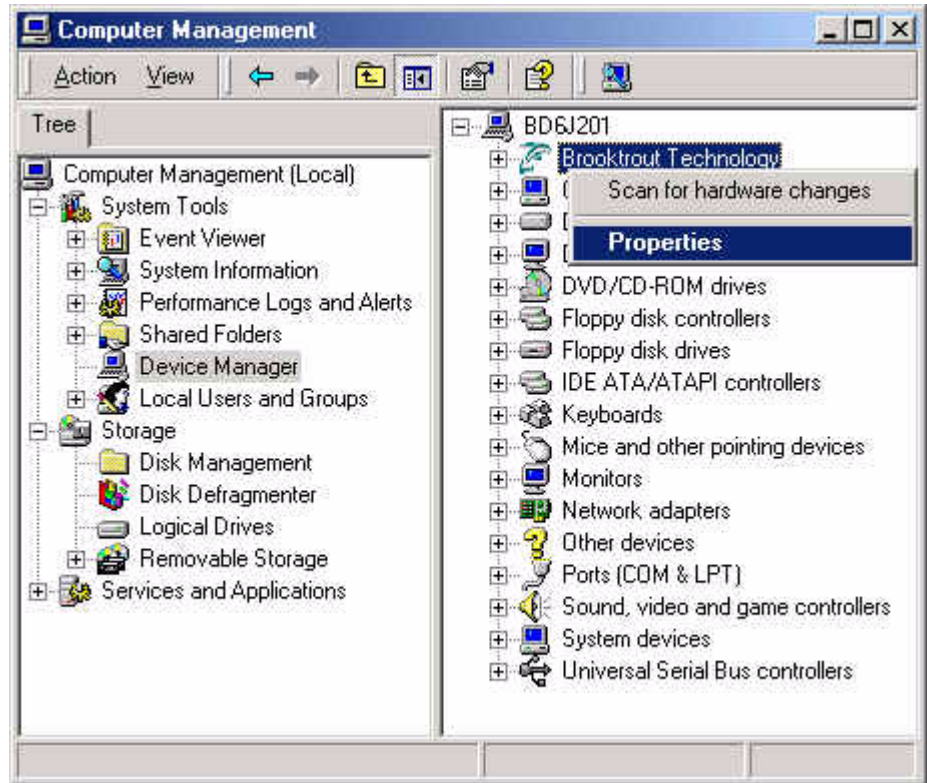 Computer Management
Action View
Tree
Computer Management (Local)
System Tools
Event Viewer
System Information
Performance Logs and Alerts
Shared Folders
Device Manager
Local Users and Groups
Storage
Disk Management
Disk Defragmenter
Logical Drives
Removable Storage
Services and Applications
BD6J201
Brooktrout Technology
Scan for hardware changes
Properties
DVD/CD-ROM drives
Floppy disk controllers
Floppy disk drives
IDE ATA/ATAPI controllers
Keyboards
Mice and other pointing devices
Monitors
Network adapters
Other devices
Ports (COM & LPT)
Sound, video and game controllers
System devices
Universal Serial Bus controllers